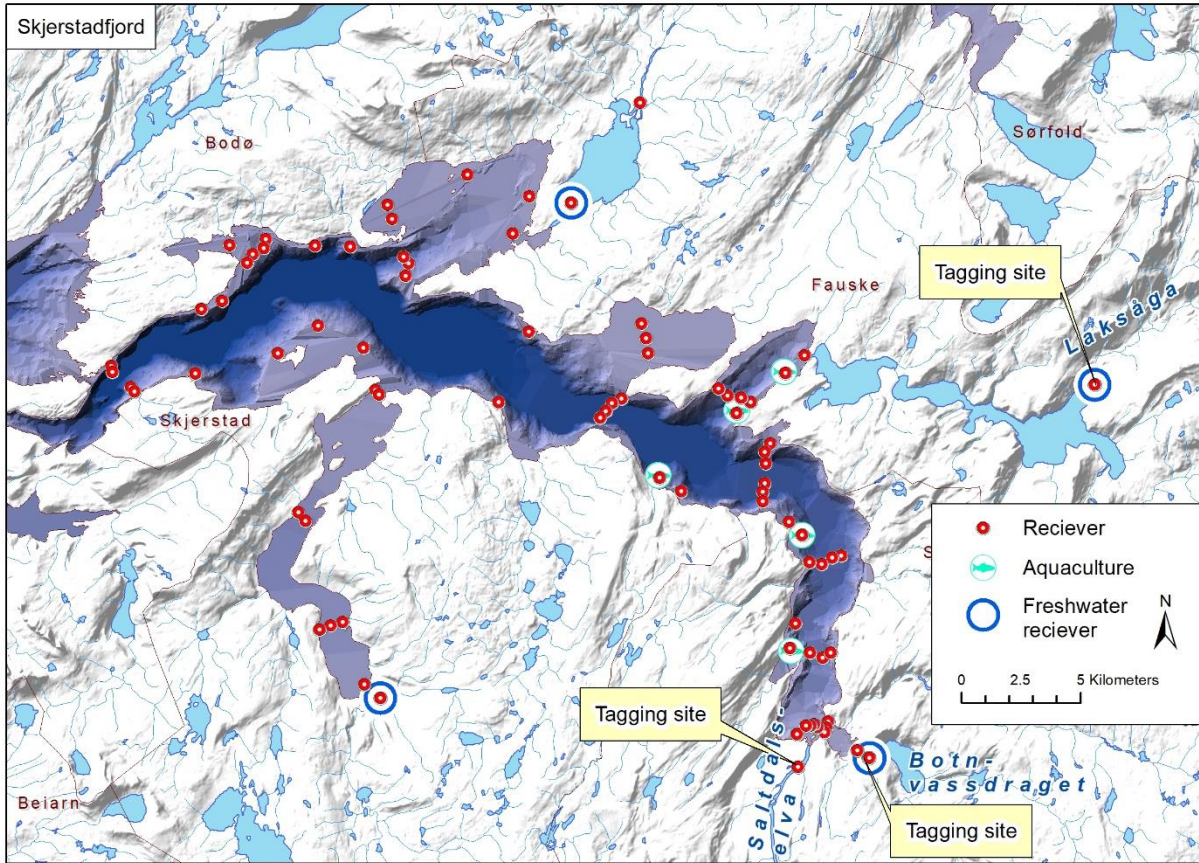 Skjerstadfjord
Bodø
Sørfold
Tagging site
Fauske
Laksåga
Skjerstad
S
Reciever
Aquaculture
Freshwater
reciever
N
0 2.5 5 Kilometers
Tagging site
Saltdals-
elva
Botn-
vassdraget
Beiarn
Tagging site